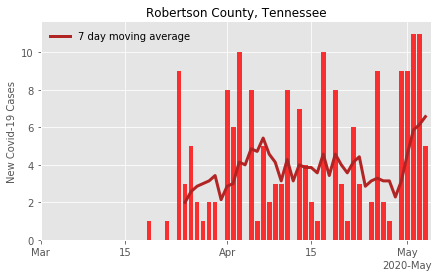 Robertson County, Tennessee
7 day moving average
New Covid-19 Cases
10
8
6
4
2
0
Mar 15 Apr 15 May
2020-May